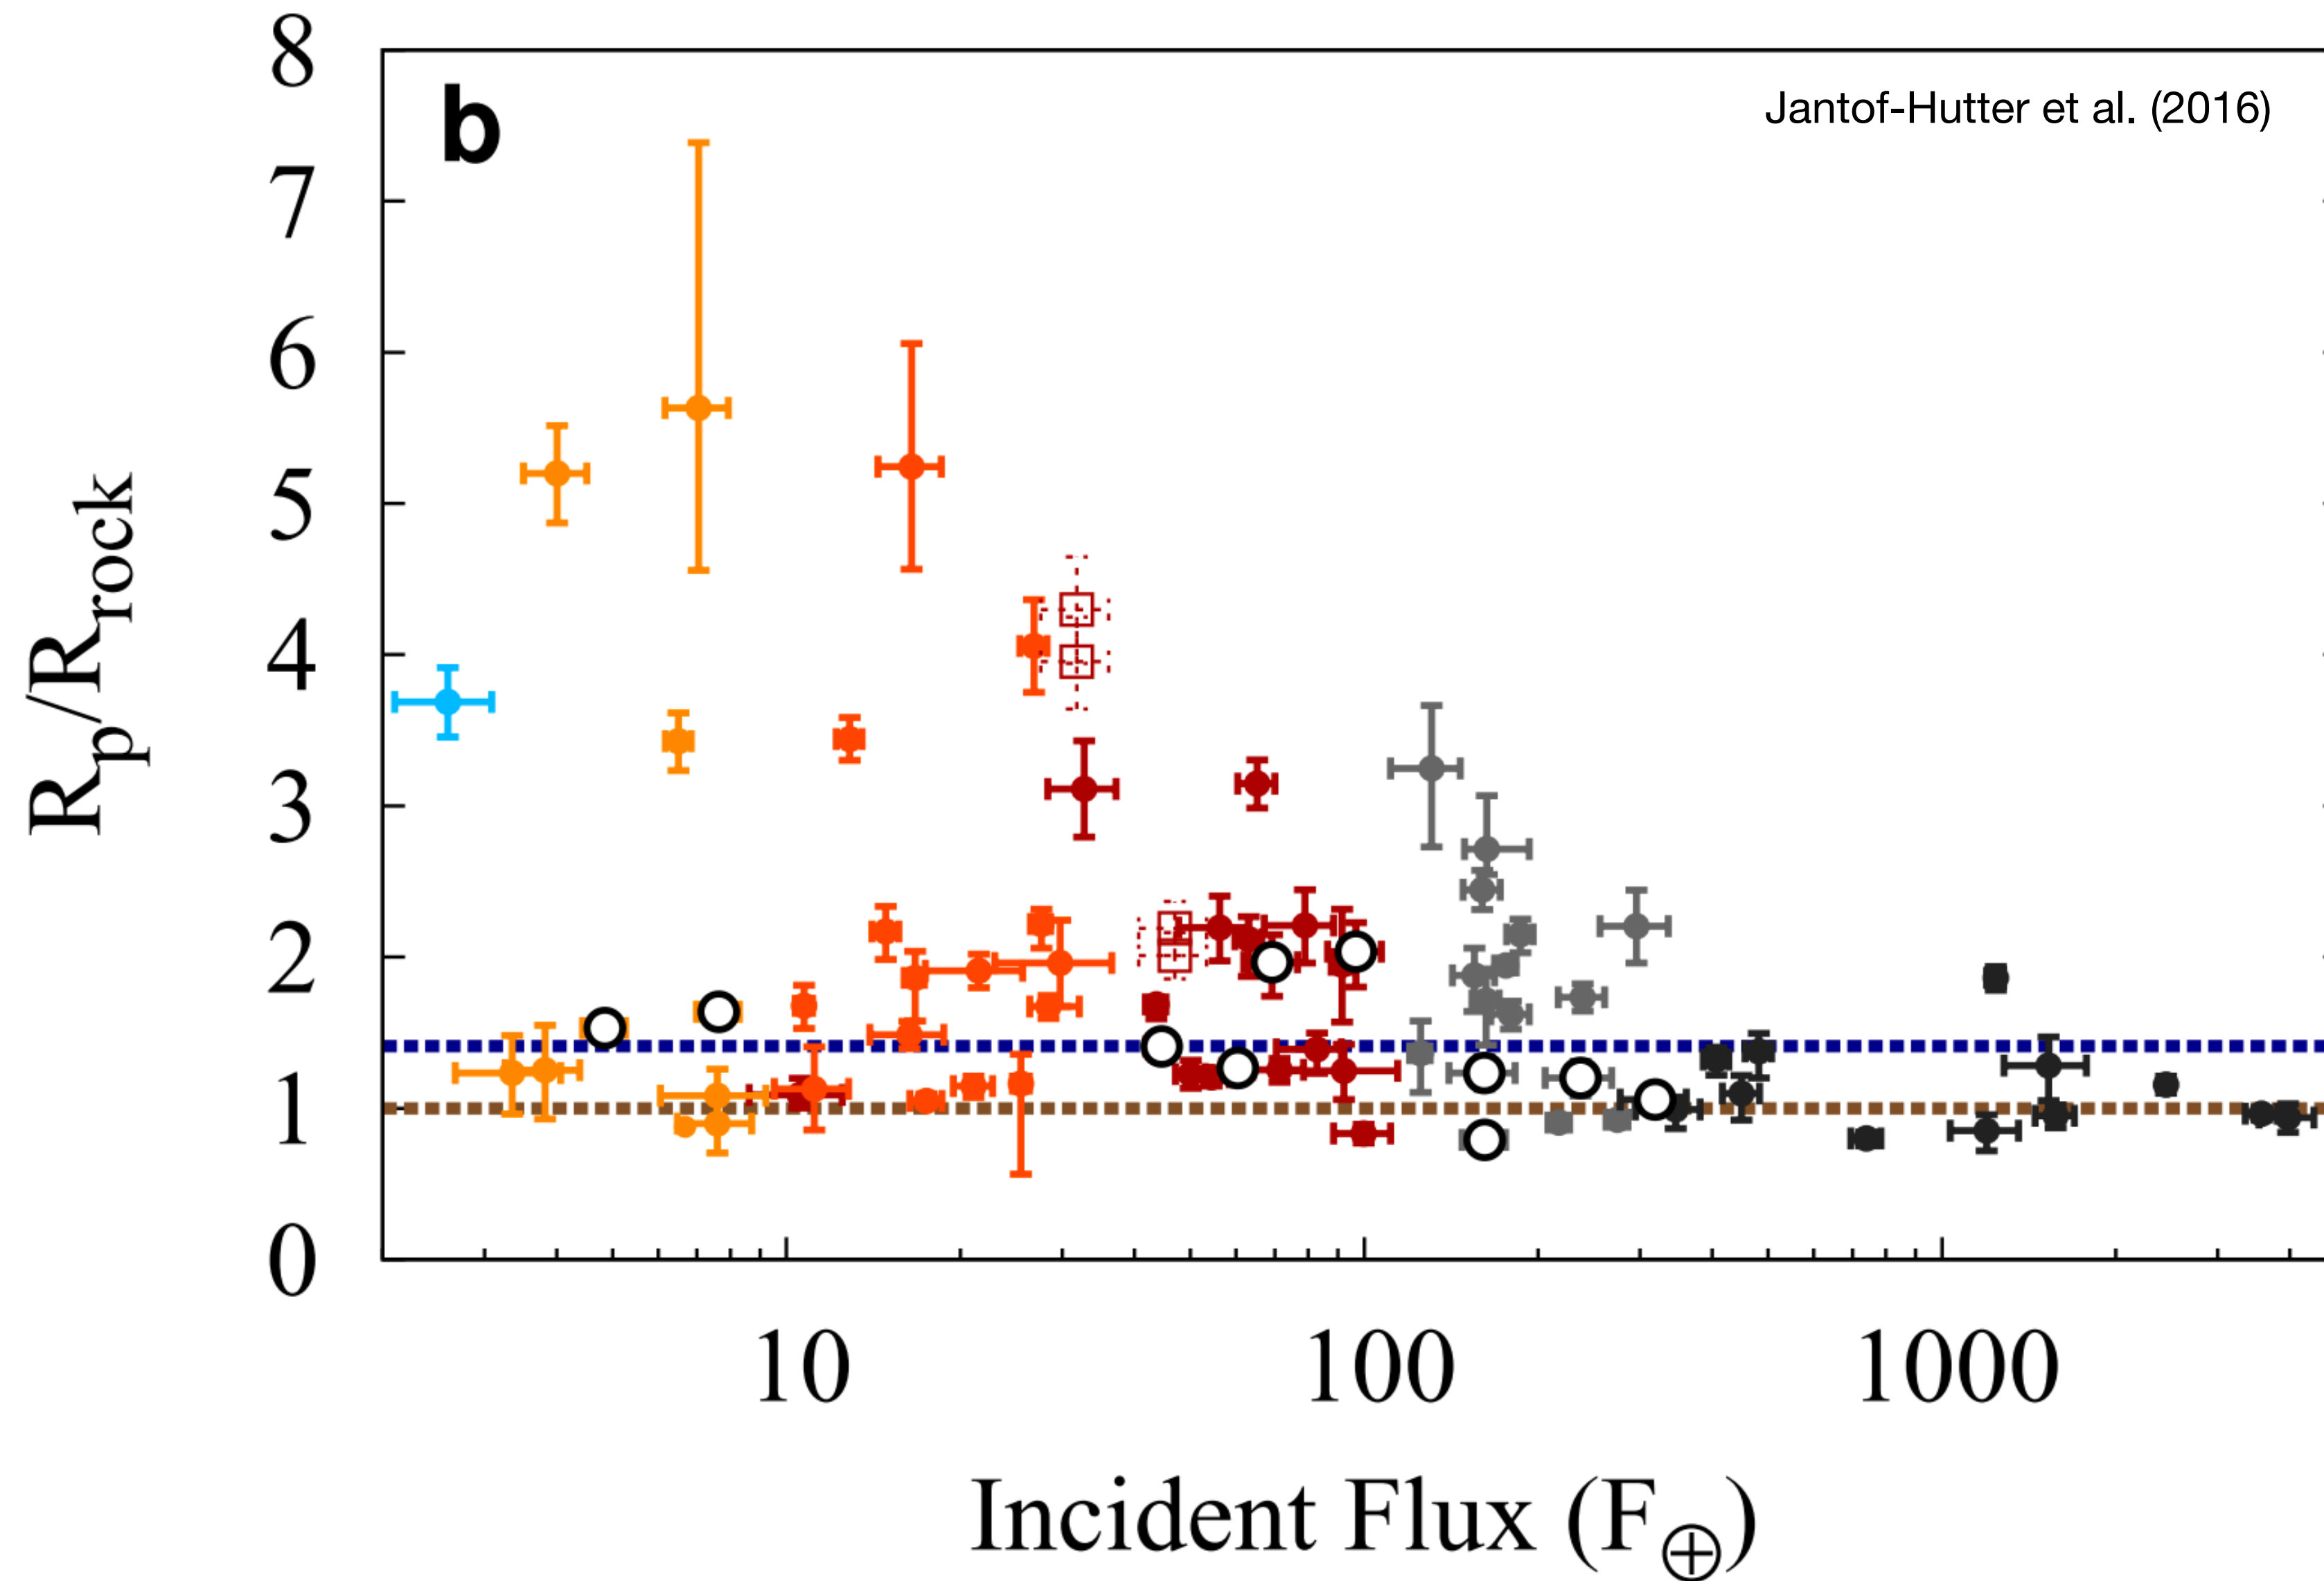 b
Jantof-Hutter et al. (2016)
8
7
6
5
4
3
2
1
0
Rp/Rrock
10 100 1000
Incident Flux (F⊕)